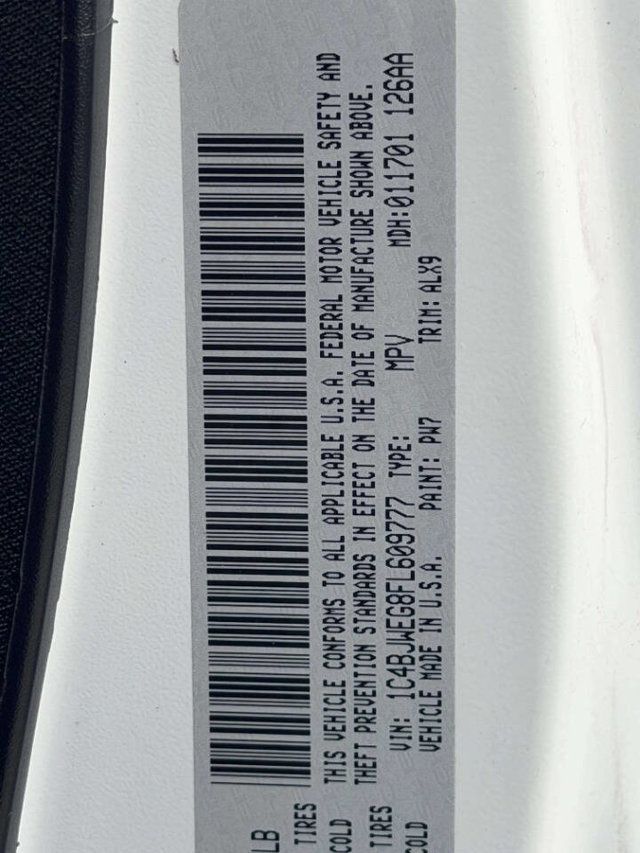 LB
TIRES
COLD
TIRES
COLD
THIS VEHICLE CONFORMS TO ALL APPLICABLE U.S.A. FEDERAL MOTOR VEHICLE SAFETY AND
THEFT PREVENTION STANDARDS IN EFFECT ON THE DATE OF MANUFACTURE SHOWN ABOVE.
VIN: 1C4BJWEG8FL609777 TYPE: MPV MDH:011701 126AA
VEHICLE MADE IN U.S.A. PAINT: PW7 TRIM: ALX9